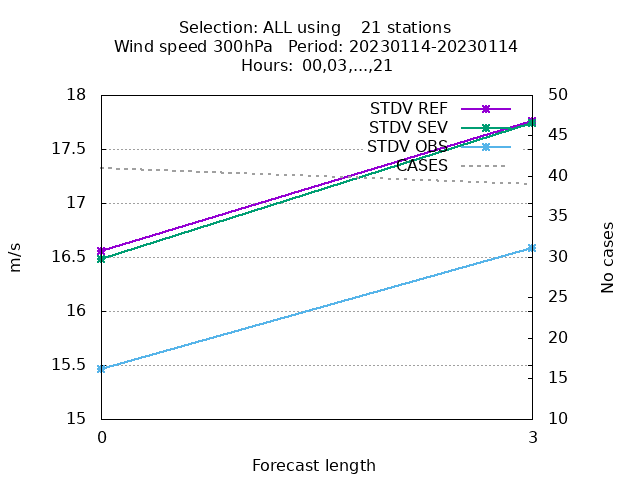 Selection: ALL using    21 stations
Wind speed 300hPa   Period: 20230114-20230114
Hours:  00,03,...,21
18
17.5
17
16.5
16
15.5
15
50
45
40
35
30
25
20
15
10
STDV REF
STDV SEV
STDV OBS
CASES
m/s
No cases
0
3
Forecast length